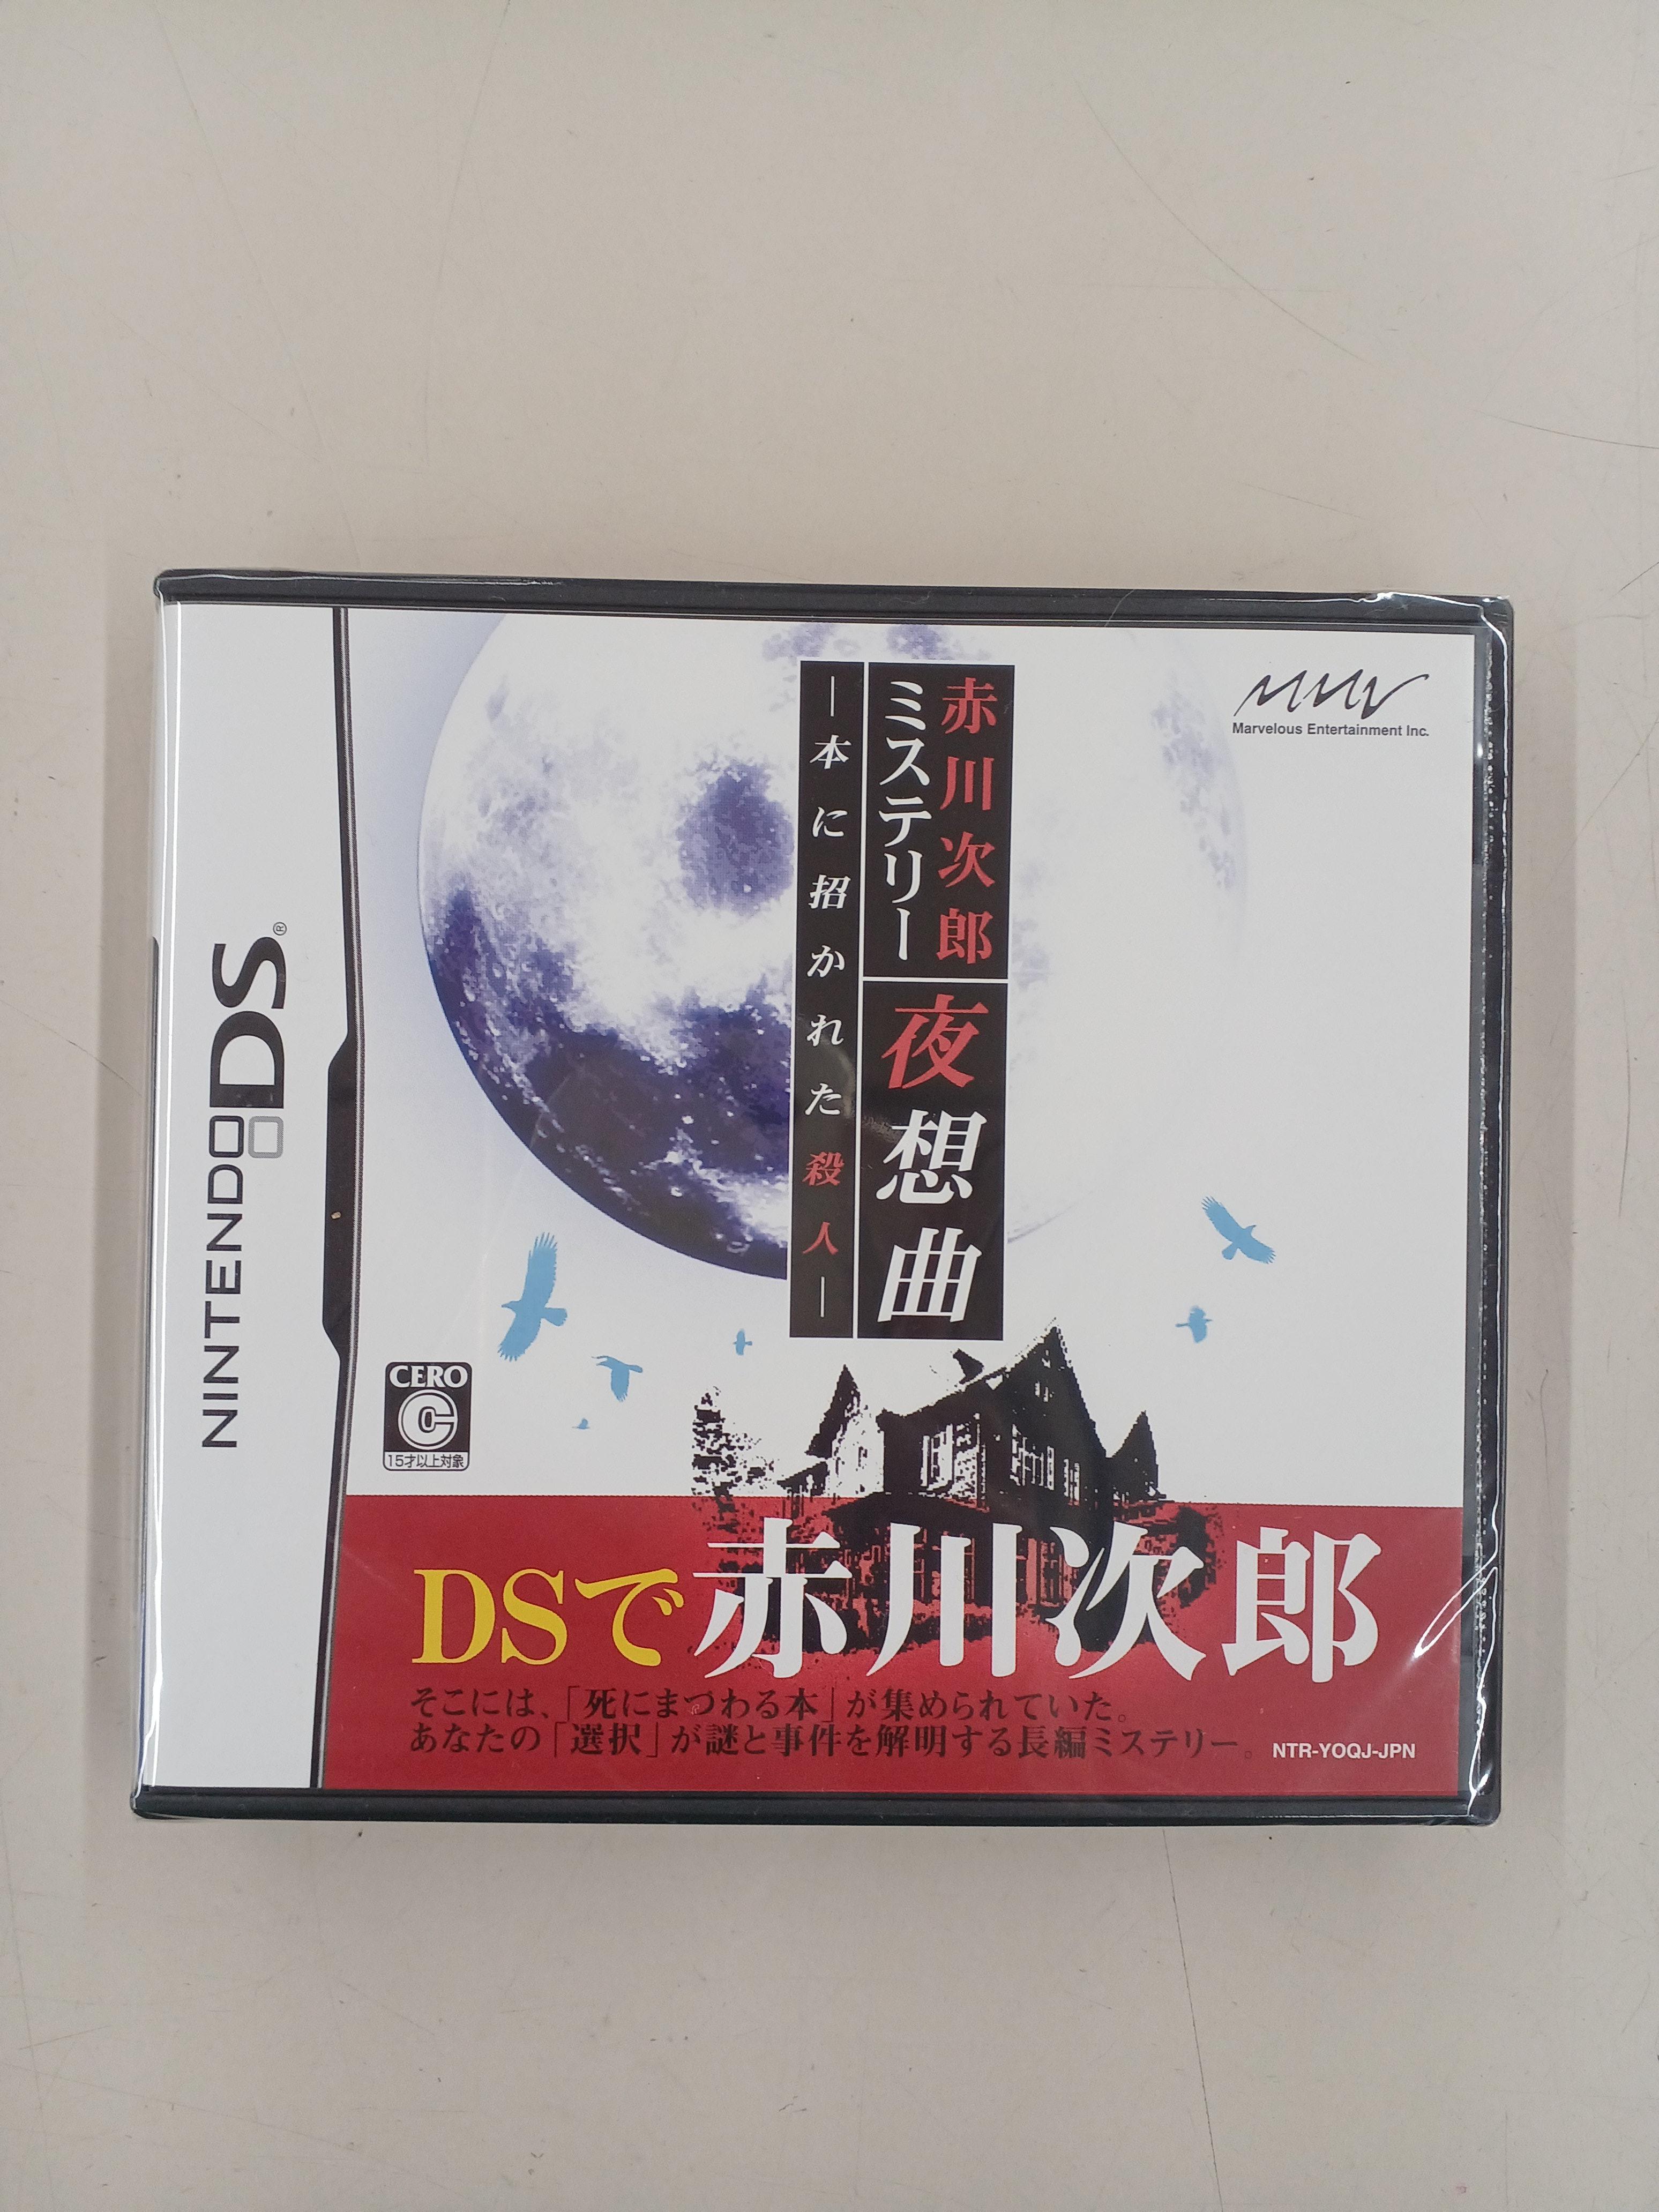 NINTENDO DS®
Marvelous Entertainment Inc.
赤川次郎
ミステリー
夜想曲
―本に招かれた殺人―
CERO
C
15才以上対象
DSで赤川次郎
そこには、「死にまつわる本」が集められていた。
あなたの「選択」が謎と事件を解明する長編ミステリー。
NTR-YOQJ-JPN